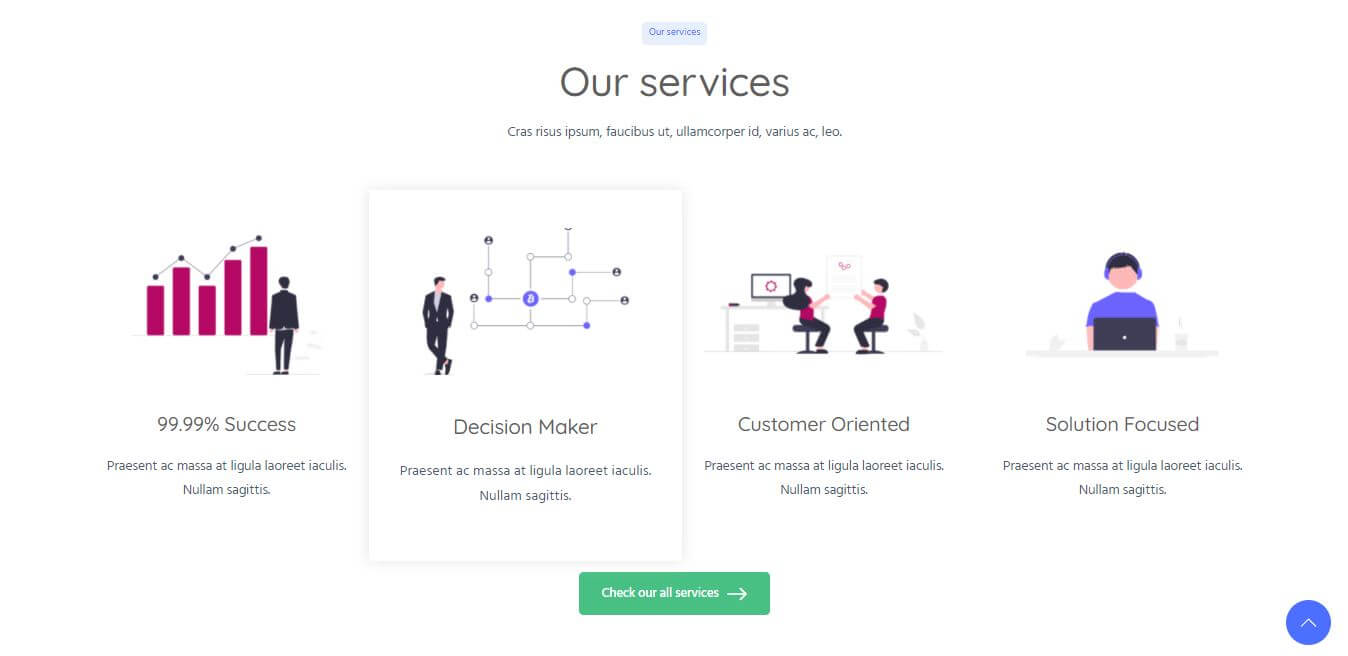 Our services
Our services
Cras risus ipsum, faucibus ut, ullamcorper id, varius ac, leo.
99.99% Success
Praesent ac massa at ligula laoreet iaculis.
Nullam sagittis.
Decision Maker
Praesent ac massa at ligula laoreet iaculis.
Nullam sagittis.
Customer Oriented
Praesent ac massa at ligula laoreet iaculis.
Nullam sagittis.
Solution Focused
Praesent ac massa at ligula laoreet iaculis.
Nullam sagittis.
Check our all services